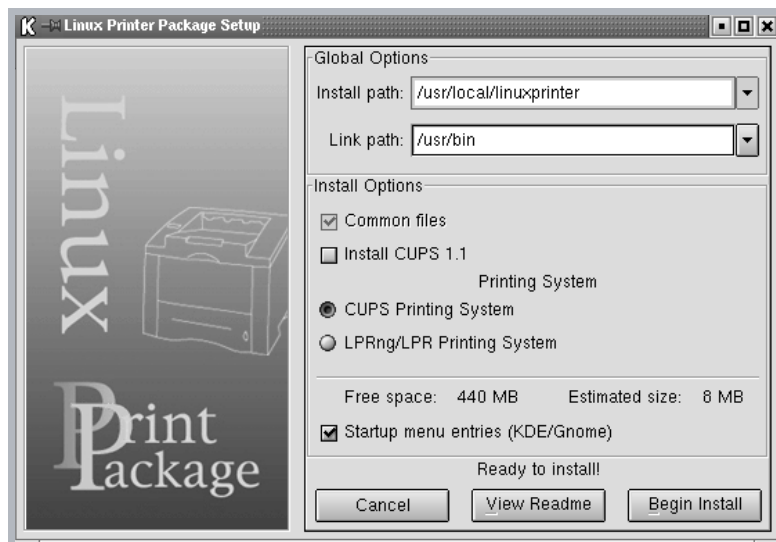 Linux Printer Package Setup
Linux
Print
Package
Global Options
Install path: /usr/local/linuxprinter
Link path: /usr/bin
Install Options
Common files
Install CUPS 1.1
Printing System
CUPS Printing System
LPRng/LPR Printing System
Free space: 440 MB Estimated size: 8 MB
Startup menu entries (KDE/Gnome)
Ready to install!
Cancel View Readme Begin Install